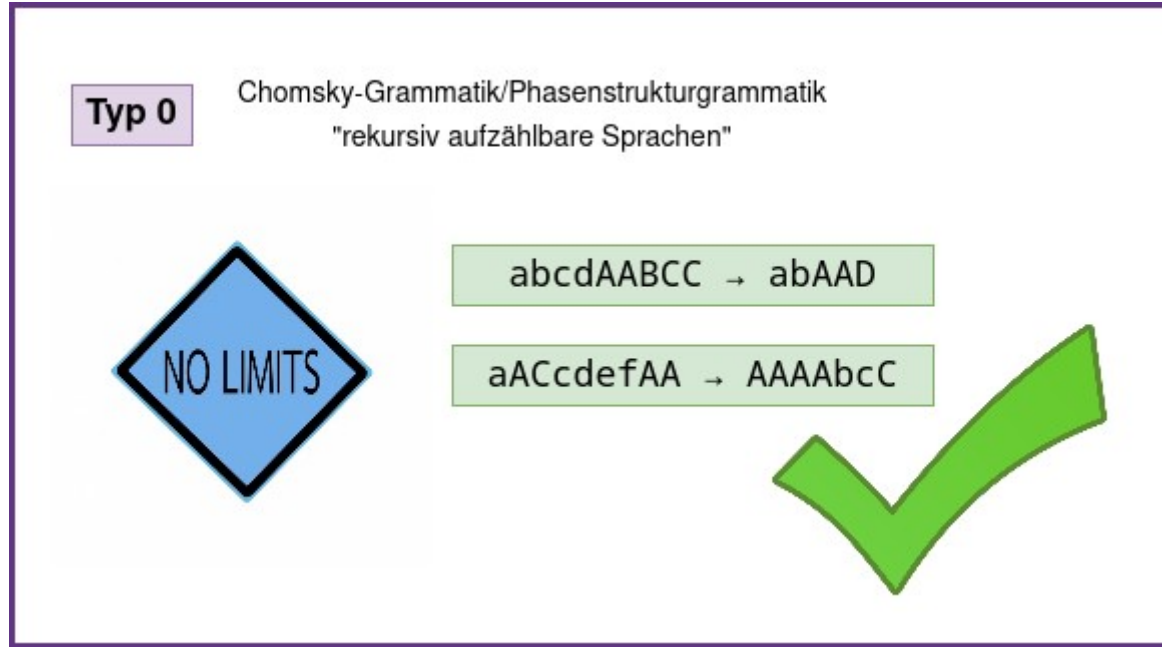 Typ 0
Chomsky-Grammatik/Phasenstrukturgrammatik
"rekursiv aufzählbare Sprachen"
NO LIMITS
abcdAABCC → abAAD
aACcdefAA → AAAAbcC